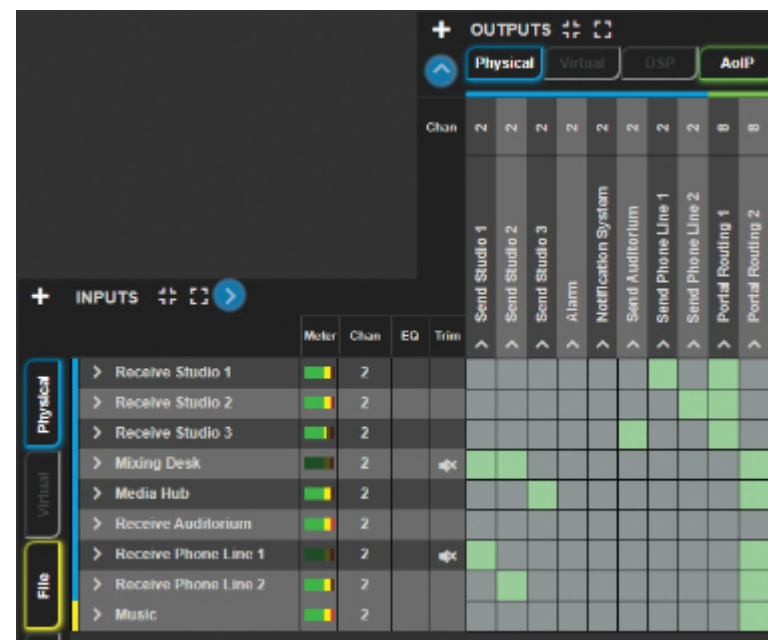 OUTPUTS
Physical Virtual DSP AoIP
Chan 2 2 2 2 2 2 2 2 8 8
Send Studio 1
Send Studio 2
Send Studio 3
Alarm
Notification System
Send Auditorium
Send Phone Line 1
Send Phone Line 2
Portal Routing 1
Portal Routing 2
INPUTS
Meter Chan EQ Trim
Physical
Virtual
File
Receive Studio 1 2
Receive Studio 2 2
Receive Studio 3 2
Mixing Desk 2
Media Hub 2
Receive Auditorium 2
Receive Phone Line 1 2
Receive Phone Line 2 2
Music 2